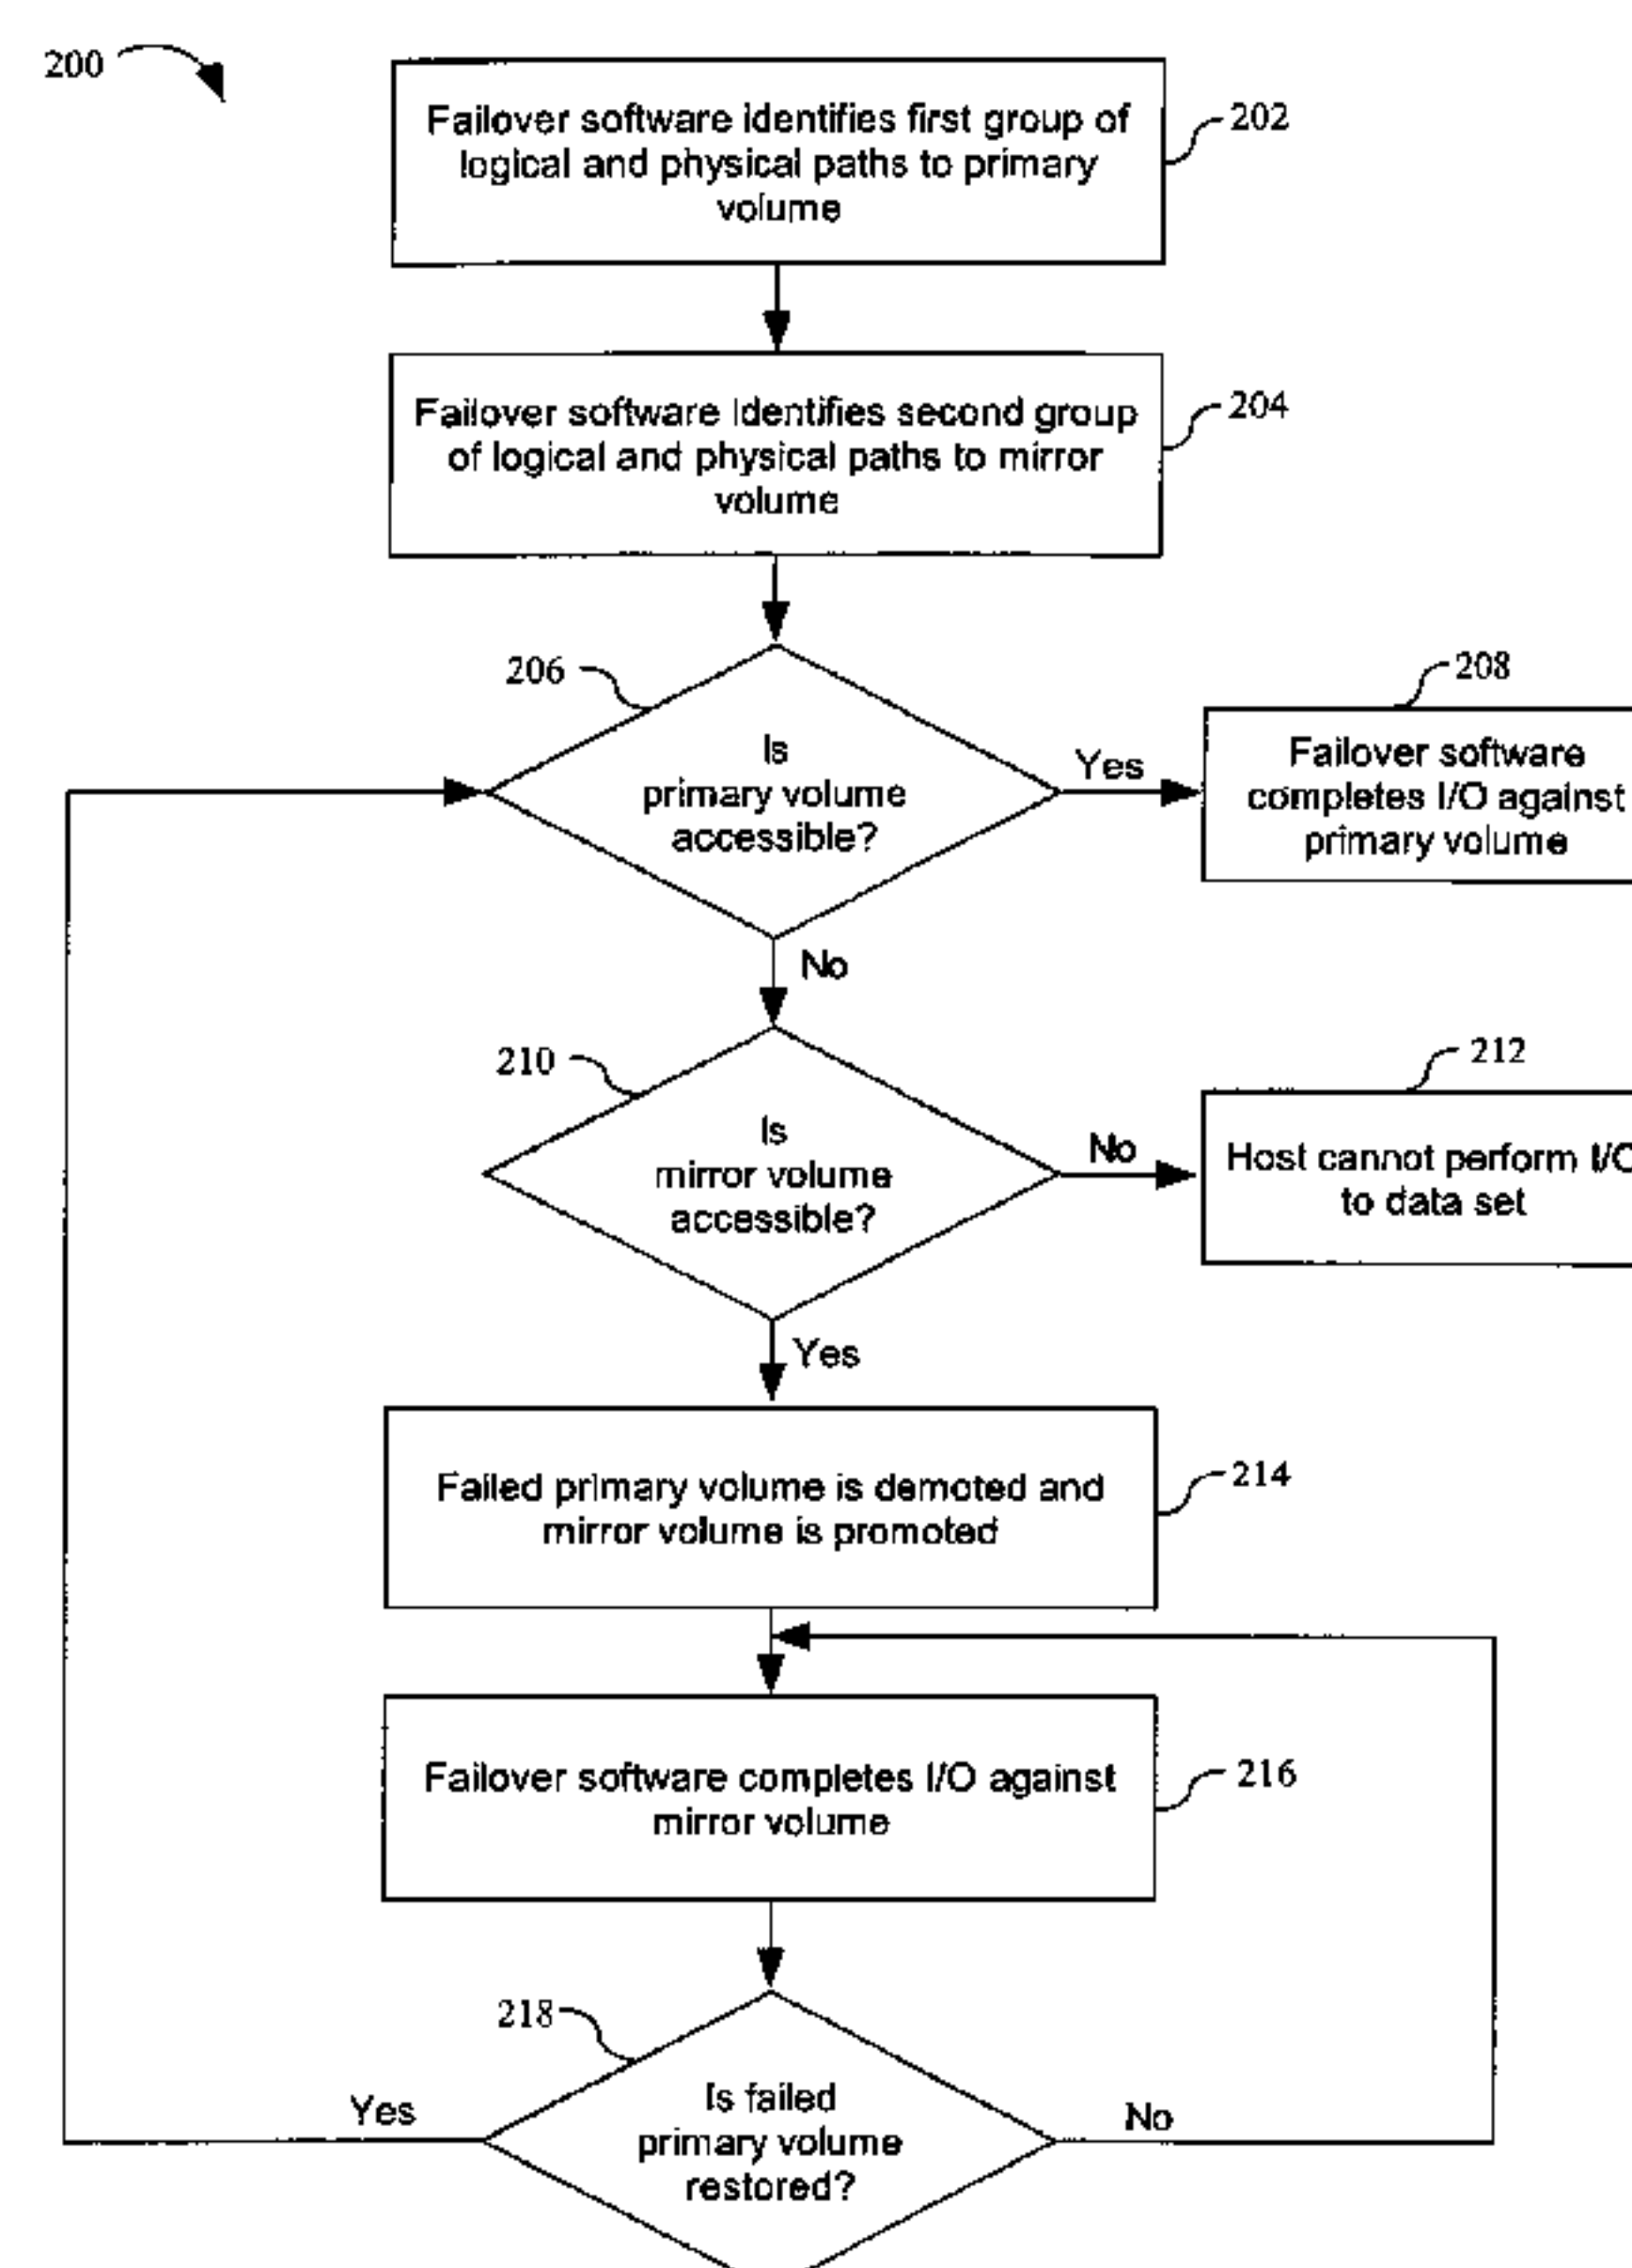 200
Failover software identifies first group of
logical and physical paths to primary
volume
202
Failover software identifies second group
of logical and physical paths to mirror
volume
204
206
Is
primary volume
accessible?
Yes
208
Failover software
completes I/O against
primary volume
No
210
Is
mirror volume
accessible?
No
212
Host cannot perform I/O
to data set
Yes
Failed primary volume is demoted and
mirror volume is promoted
214
Failover software completes I/O against
mirror volume
216
218
Is failed
primary volume
restored?
Yes
No